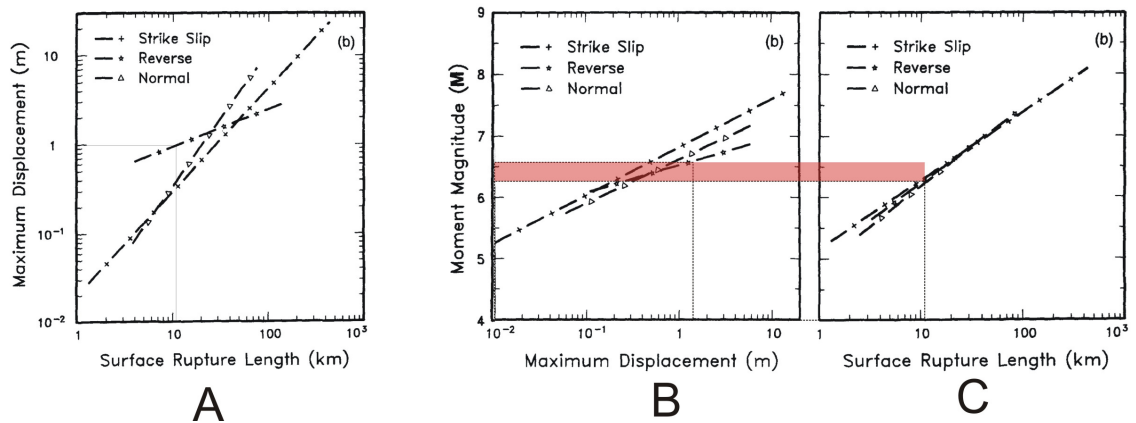 Maximum Displacement (m)
10
1
10⁻¹
10⁻²
+ Strike Slip
* Reverse
△ Normal
(b)
1
10
100
10³
Surface Rupture Length (km)
A
Moment Magnitude (M)
9
8
7
6
5
4
+ Strike Slip
* Reverse
△ Normal
(b)
10⁻²
10⁻¹
1
10
Maximum Displacement (m)
B
+ Strike Slip
* Reverse
△ Normal
(b)
1
10
100
10³
Surface Rupture Length (km)
C